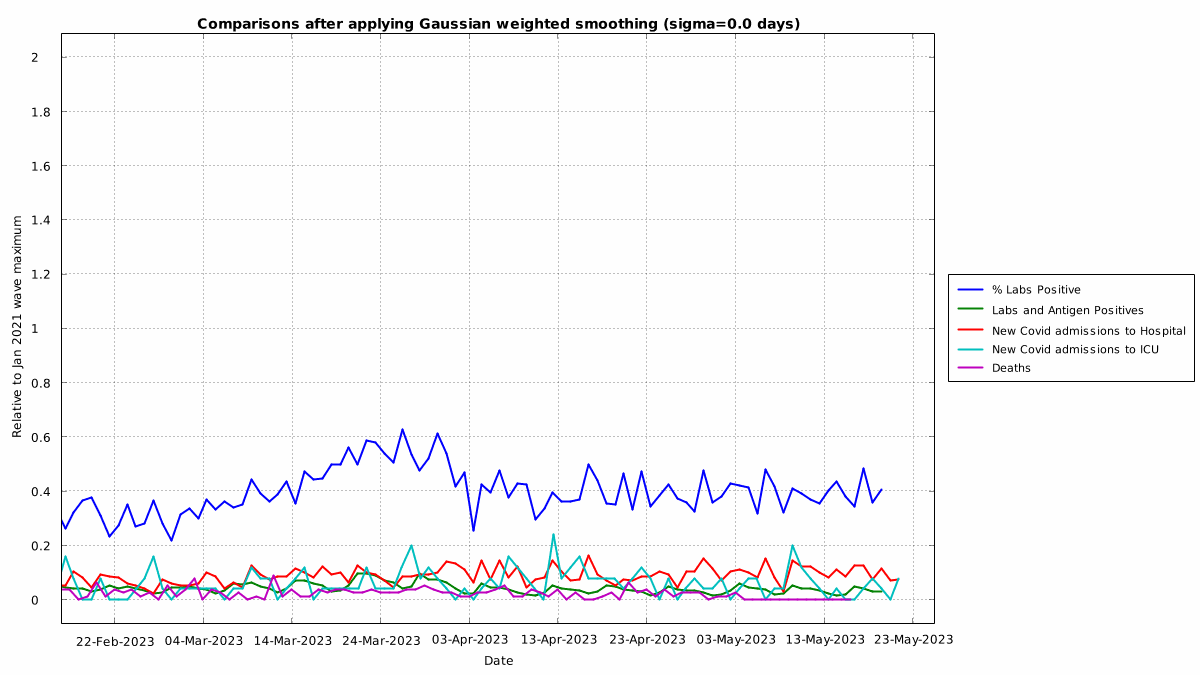 Comparisons after applying Gaussian weighted smoothing (sigma=0.0 days)
Relative to Jan 2021 wave maximum
2
1.8
1.6
1.4
1.2
1
0.8
0.6
0.4
0.2
0
22-Feb-2023 04-Mar-2023 14-Mar-2023 24-Mar-2023 03-Apr-2023 13-Apr-2023 23-Apr-2023 03-May-2023 13-May-2023 23-May-2023
Date
% Labs Positive
Labs and Antigen Positives
New Covid admissions to Hospital
New Covid admissions to ICU
Deaths